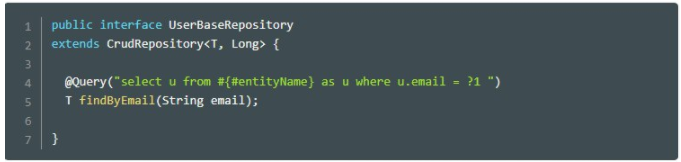 1 public interface UserBaseRepository
2 extends CrudRepository<T, Long> {
3
4 @Query("select u from #{#entityName} as u where u.email = ?1 ")
5 T findByEmail(String email);
6
7 }